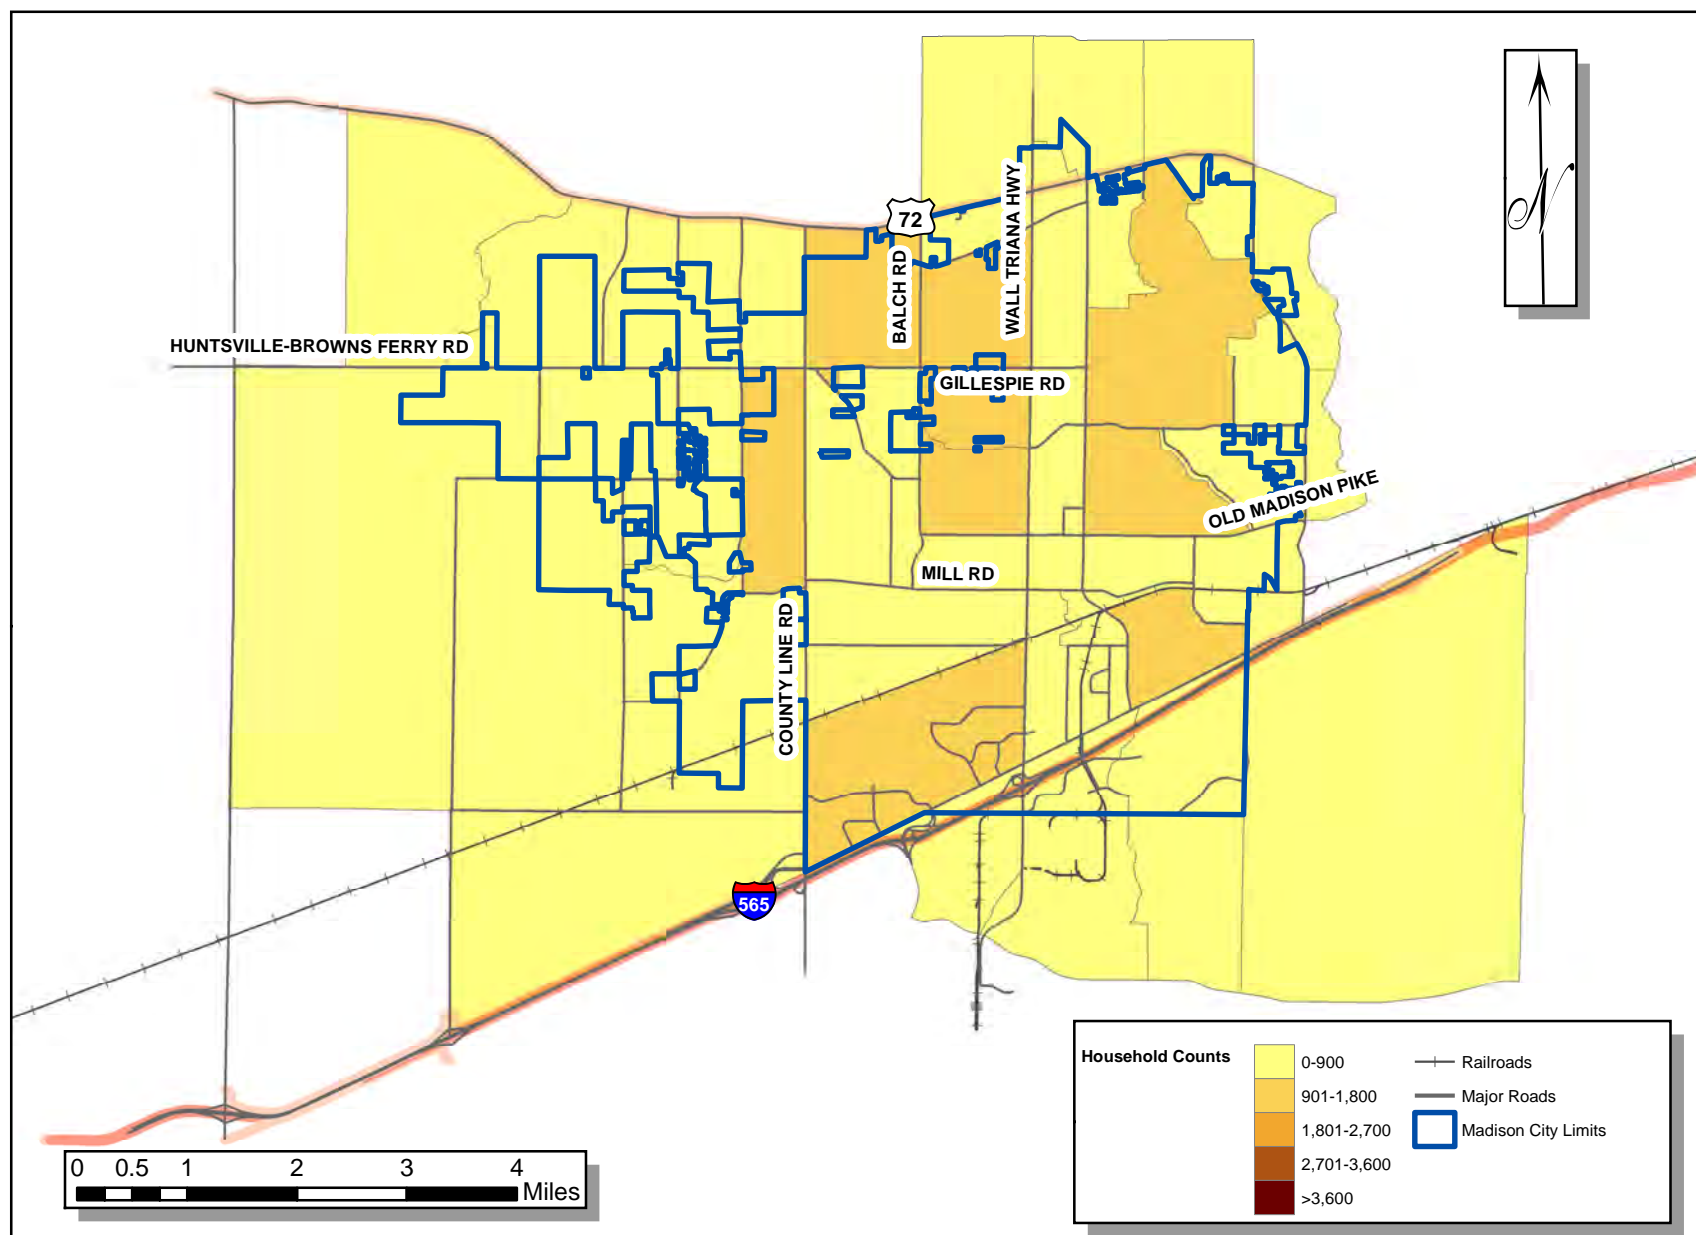 72
BALCH RD
WALL TRIANA HWY
HUNTSVILLE-BROWNS FERRY RD
GILLESPIE RD
OLD MADISON PIKE
MILL RD
COUNTY LINE RD
565
N
Household Counts
0-900
901-1,800
1,801-2,700
2,701-3,600
>3,600
Railroads
Major Roads
Madison City Limits
0 0.5 1 2 3 4
Miles